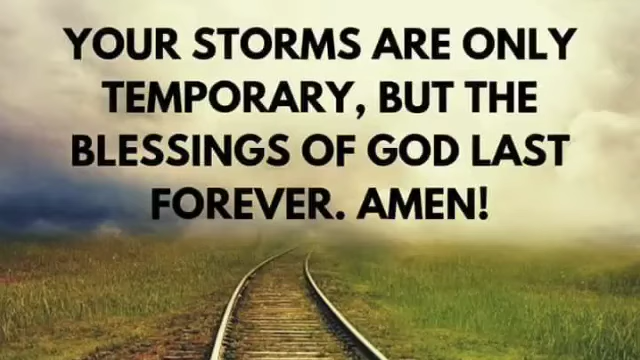 YOUR STORMS ARE ONLY
TEMPORARY, BUT THE
BLESSINGS OF GOD LAST
FOREVER. AMEN!